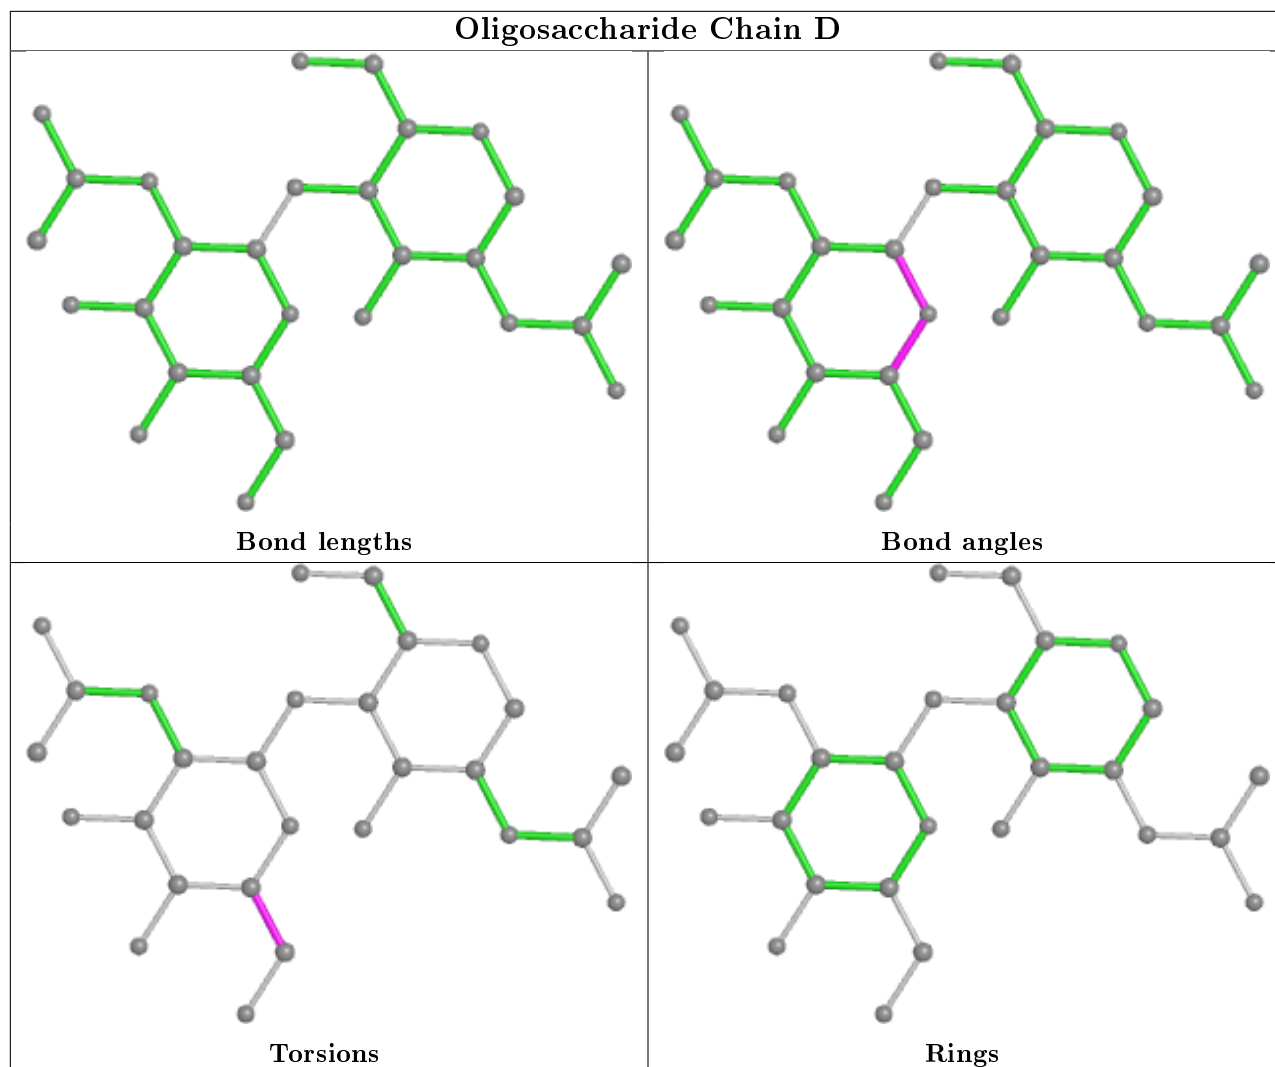 Oligosaccharide Chain D
Bond lengths
Bond angles
Torsions
Rings